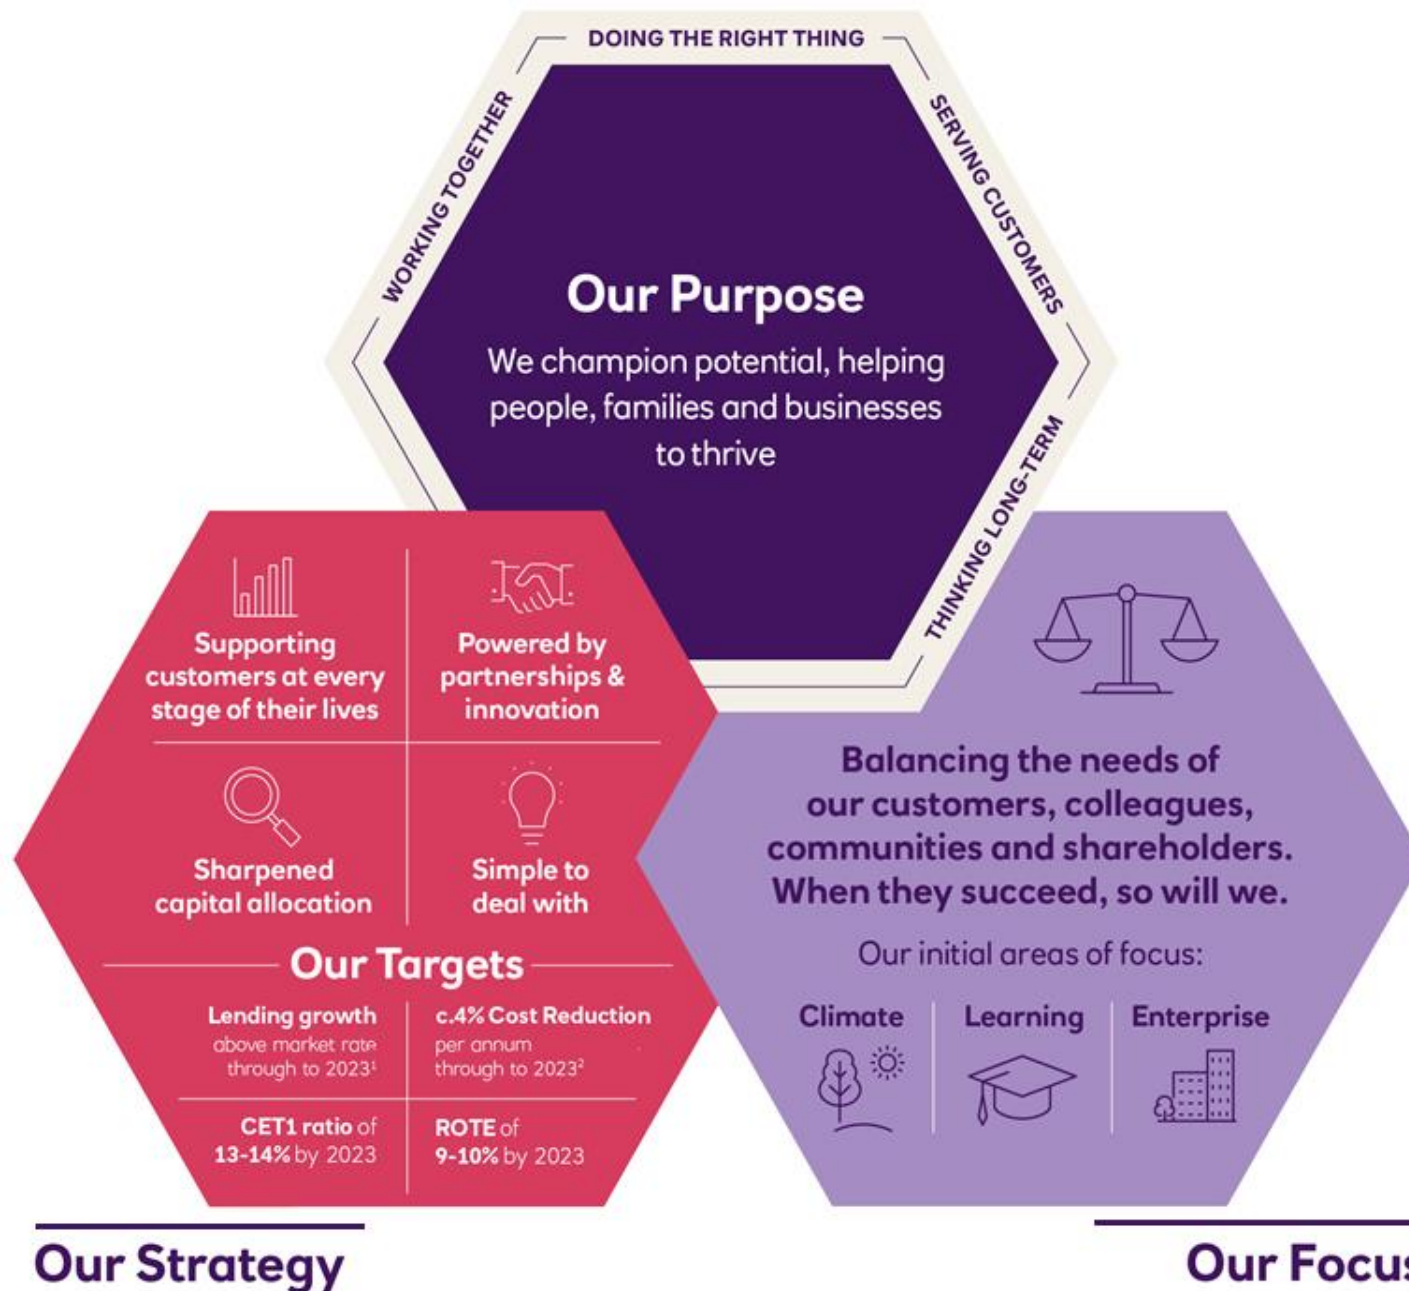 DOING THE RIGHT THING
WORKING TOGETHER
SERVING CUSTOMERS
THINKING LONG-TERM
Our Purpose
We champion potential, helping
people, families and businesses
to thrive
Supporting
customers at every
stage of their lives
Powered by
partnerships &
innovation
Sharpened
capital allocation
Simple to
deal with
Our Targets
Lending growth
above market rate
through to 2023¹
c.4% Cost Reduction
per annum
through to 2023²
CET1 ratio of
13-14% by 2023
ROTE of
9-10% by 2023
Balancing the needs of
our customers, colleagues,
communities and shareholders.
When they succeed, so will we.
Our initial areas of focus:
Climate
Learning
Enterprise
Our Strategy
Our Focus